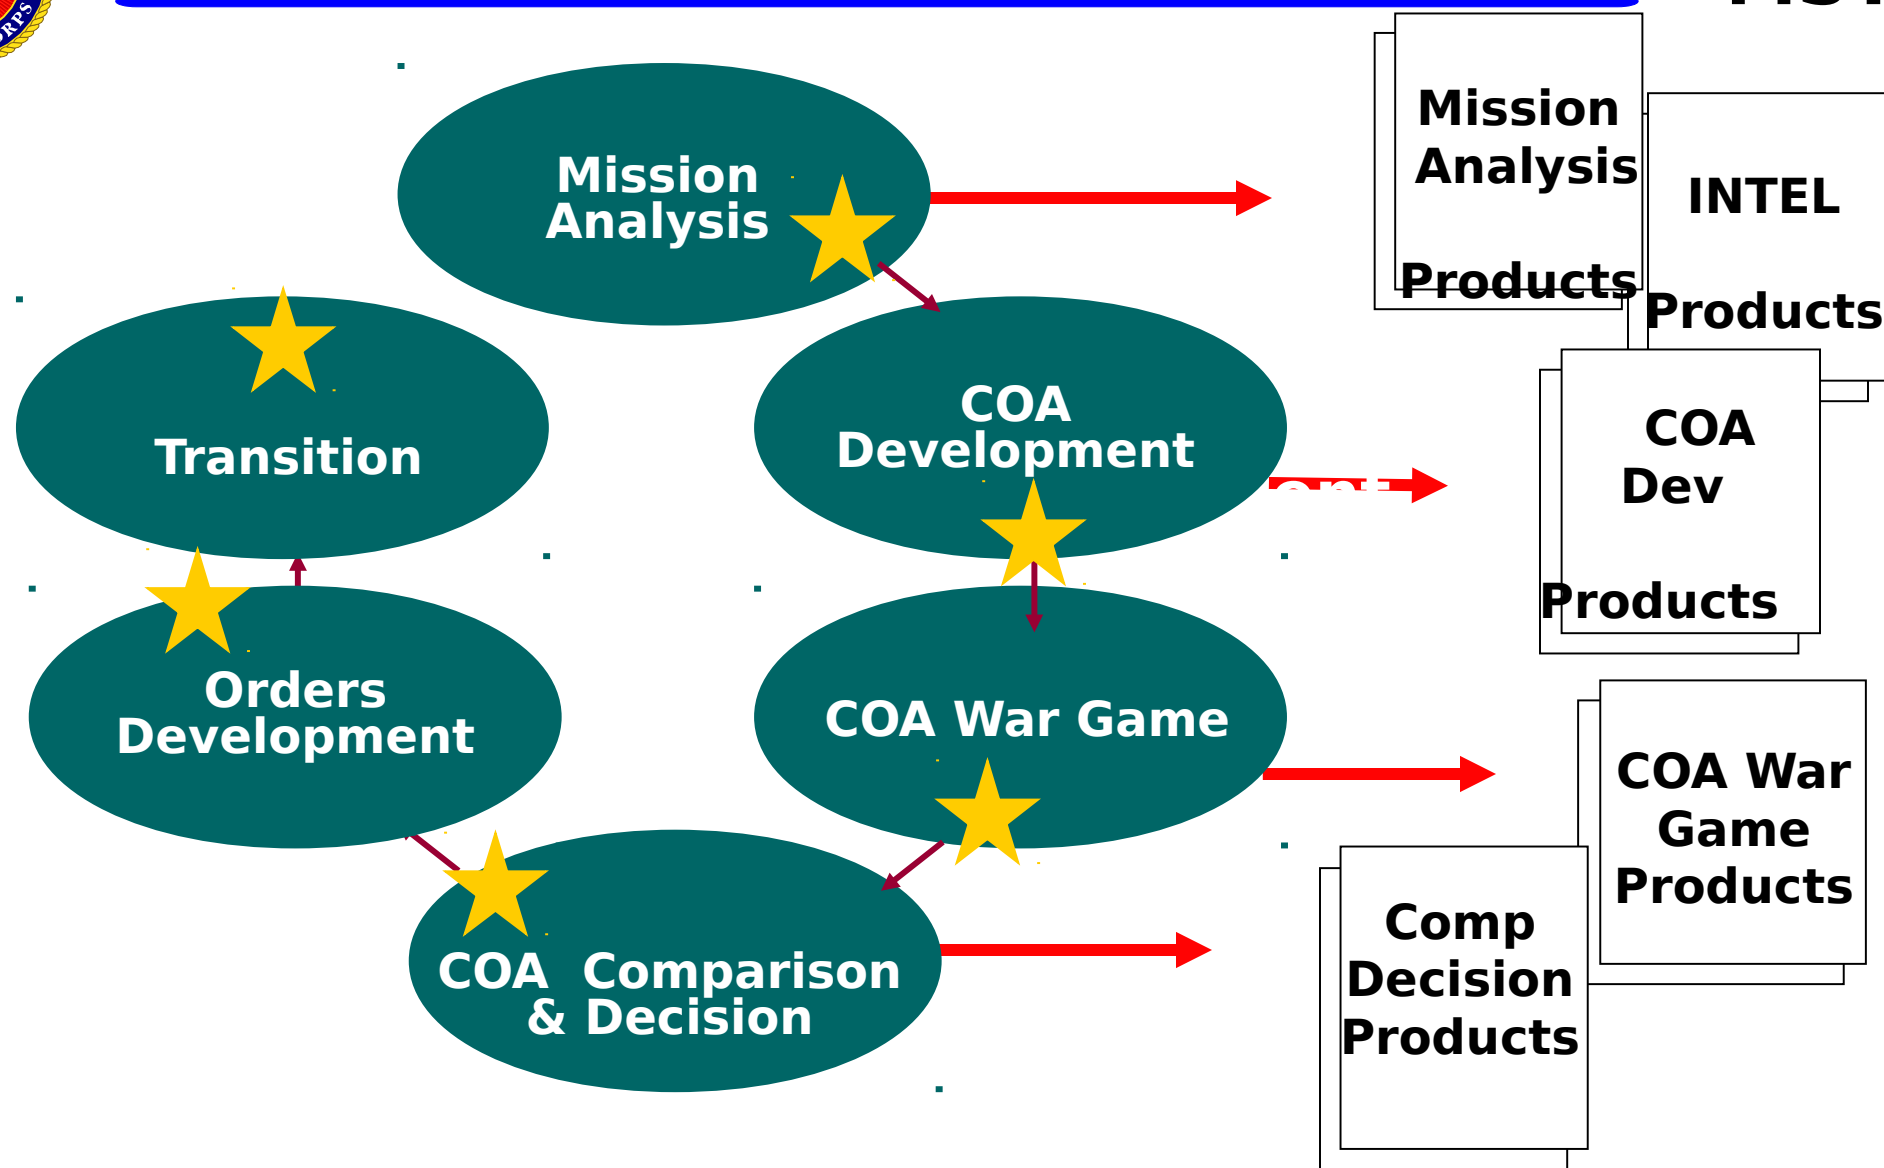 Mission
Analysis
Transition
COA
Development
Orders
Development
COA War Game
COA Comparison
& Decision
Mission
Analysis
Products
INTEL
Products
COA
Dev
Products
COA War
Game
Products
Comp
Decision
Products